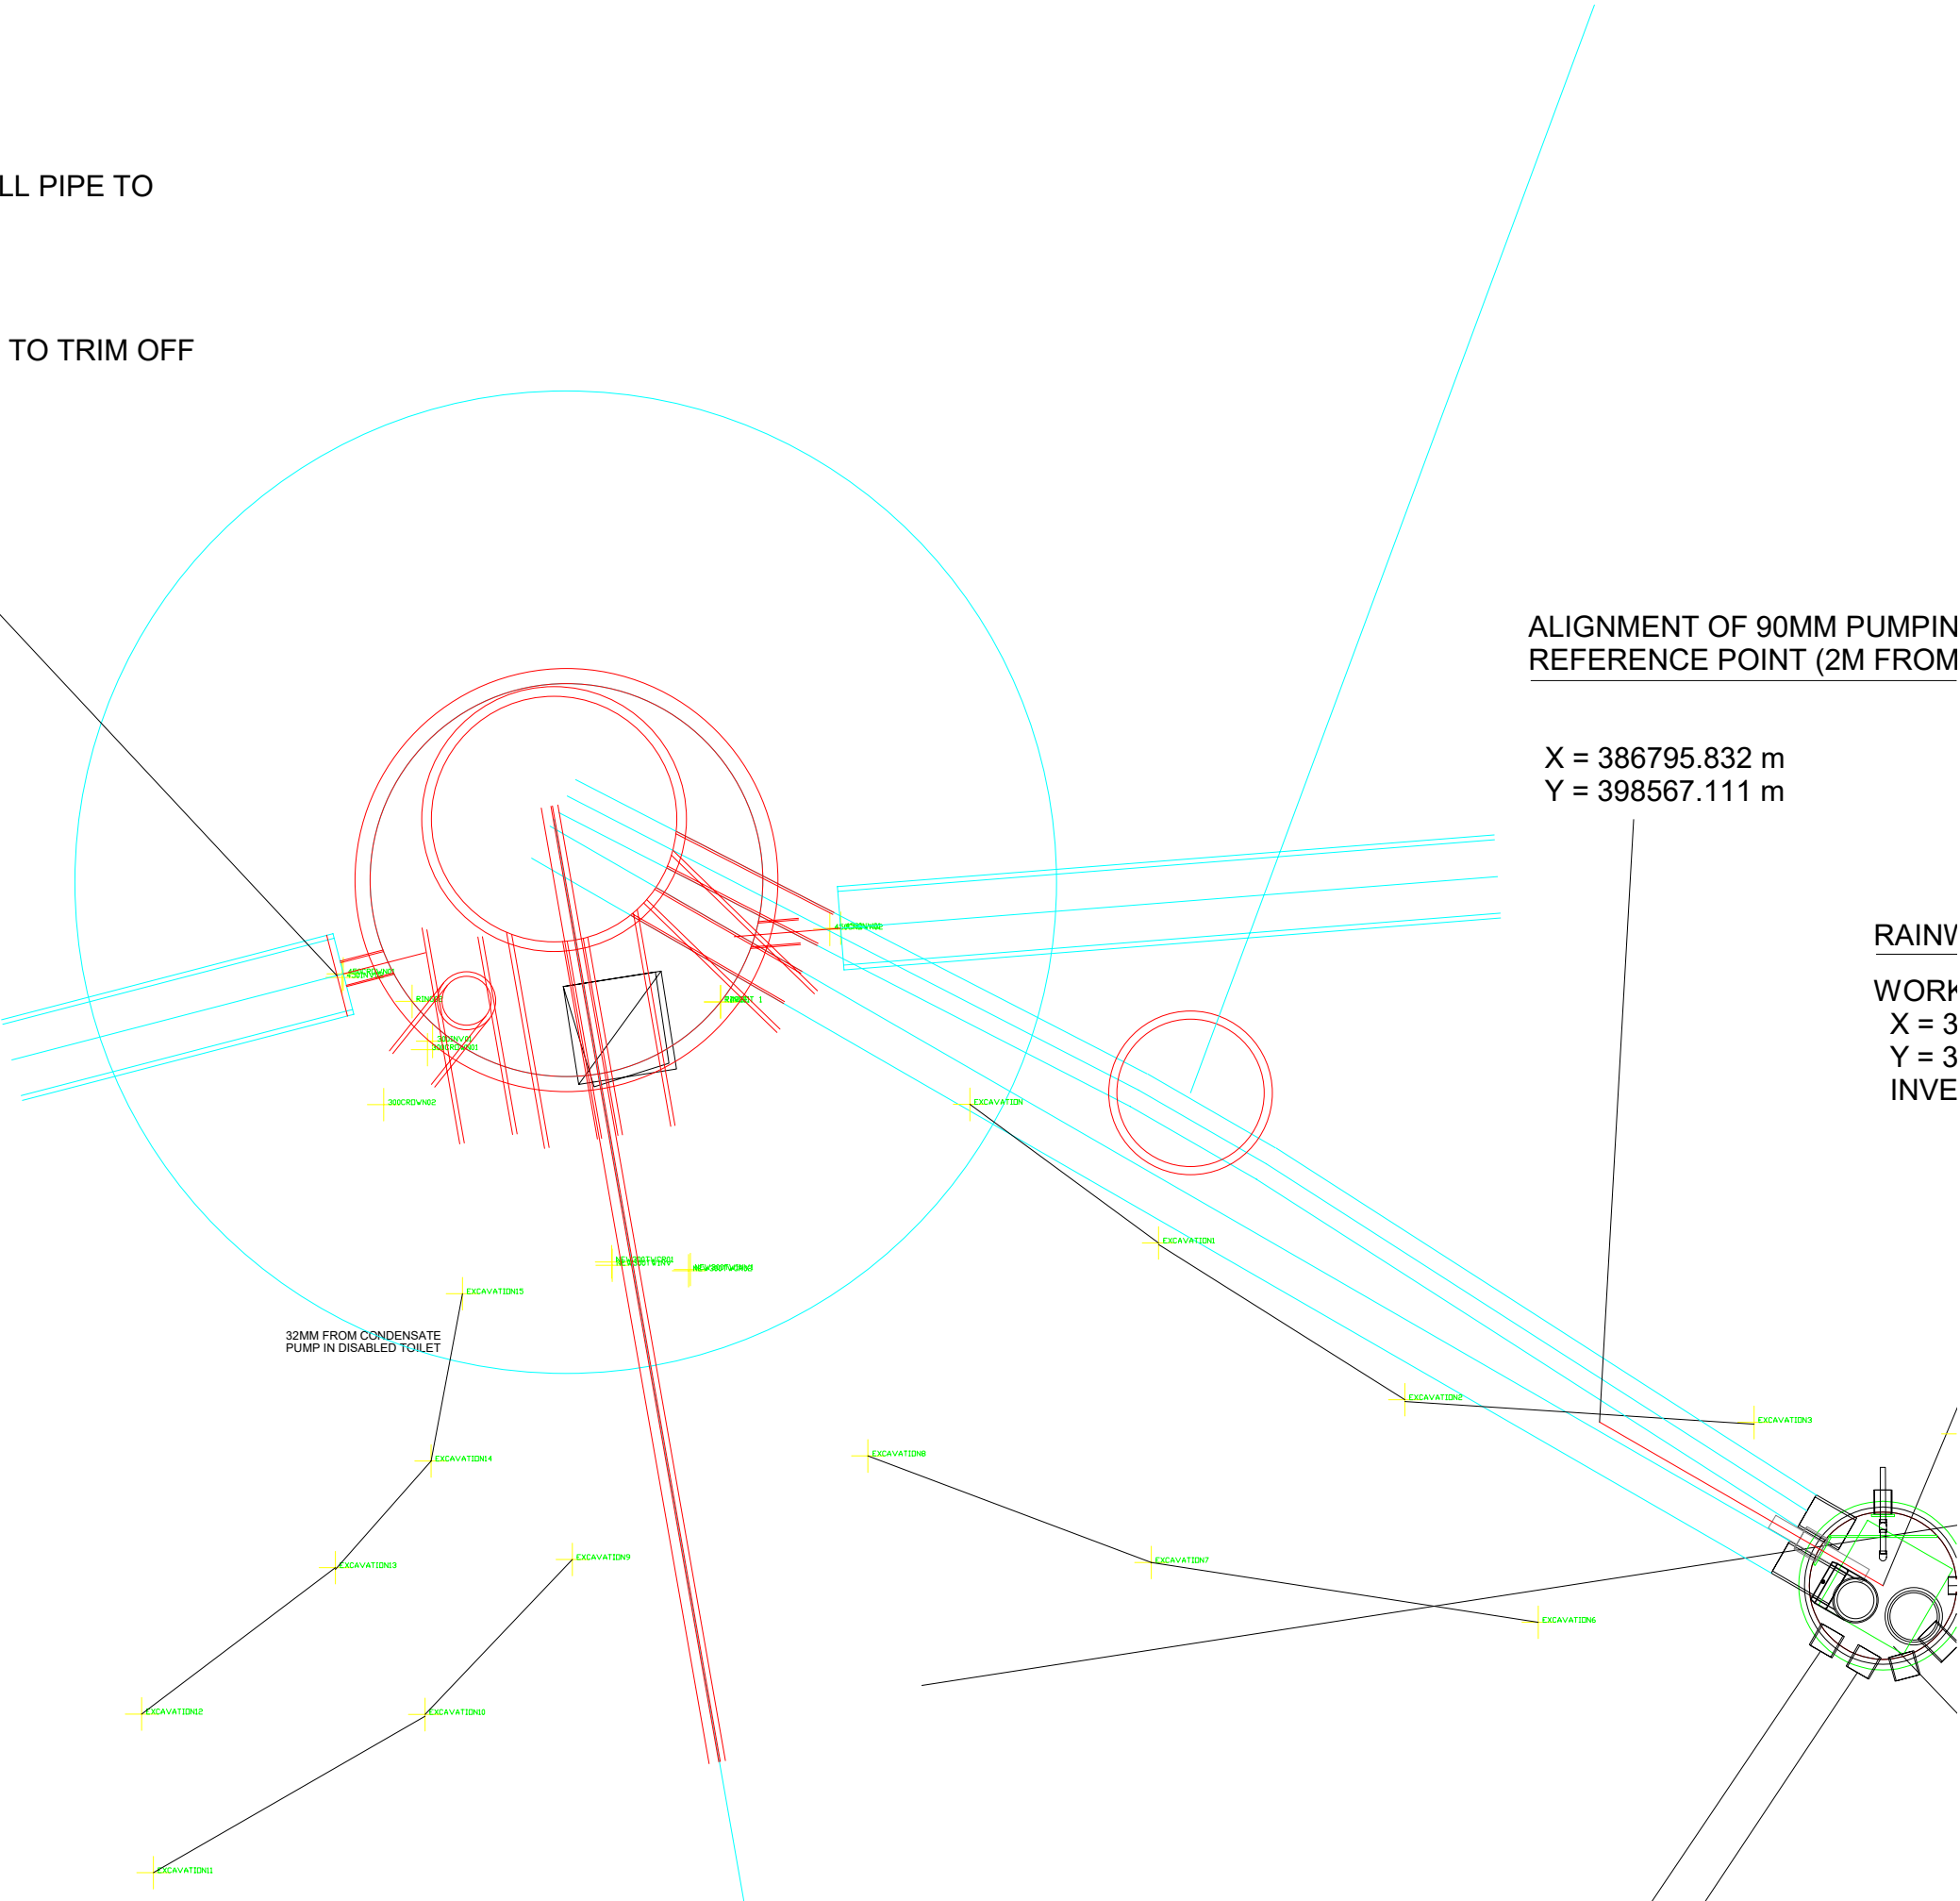 LL PIPE TO
TO TRIM OFF
ALIGNMENT OF 90MM PUMPIN
REFERENCE POINT (2M FROM
X = 386795.832 m
Y = 398567.111 m
RAINW
WORK
X = 3
Y = 3
INVE
300CROWN02
EXCAVATION
EXCAVATION1
EXCAVATION15
32MM FROM CONDENSATE
PUMP IN DISABLED TOILET
EXCAVATION2
EXCAVATION3
EXCAVATION8
EXCAVATION14
EXCAVATION9
EXCAVATION7
EXCAVATION13
EXCAVATION6
EXCAVATION12
EXCAVATION10
EXCAVATION11